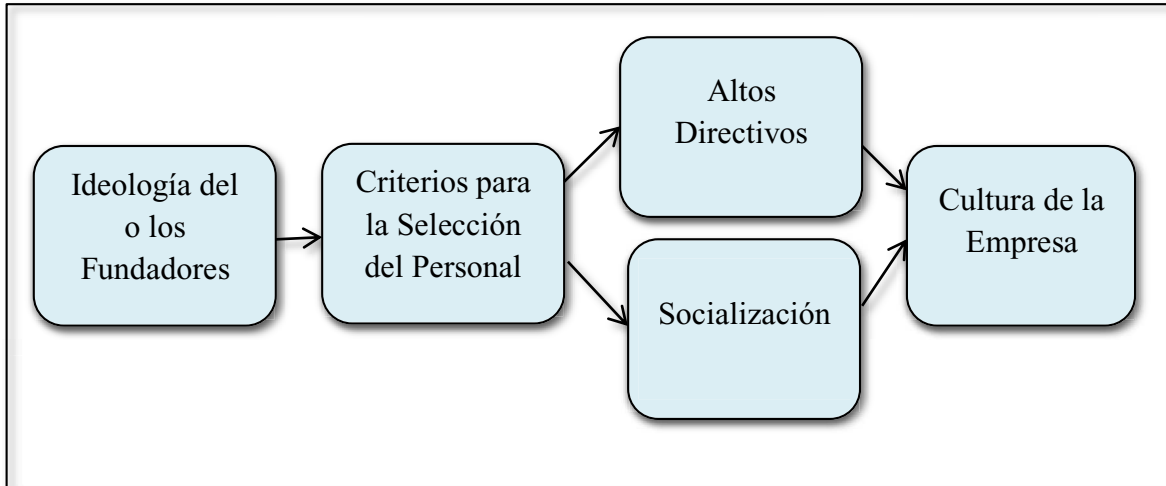 Ideología del
o los
Fundadores
Criterios para
la Selección
del Personal
Altos
Directivos
Socialización
Cultura de la
Empresa